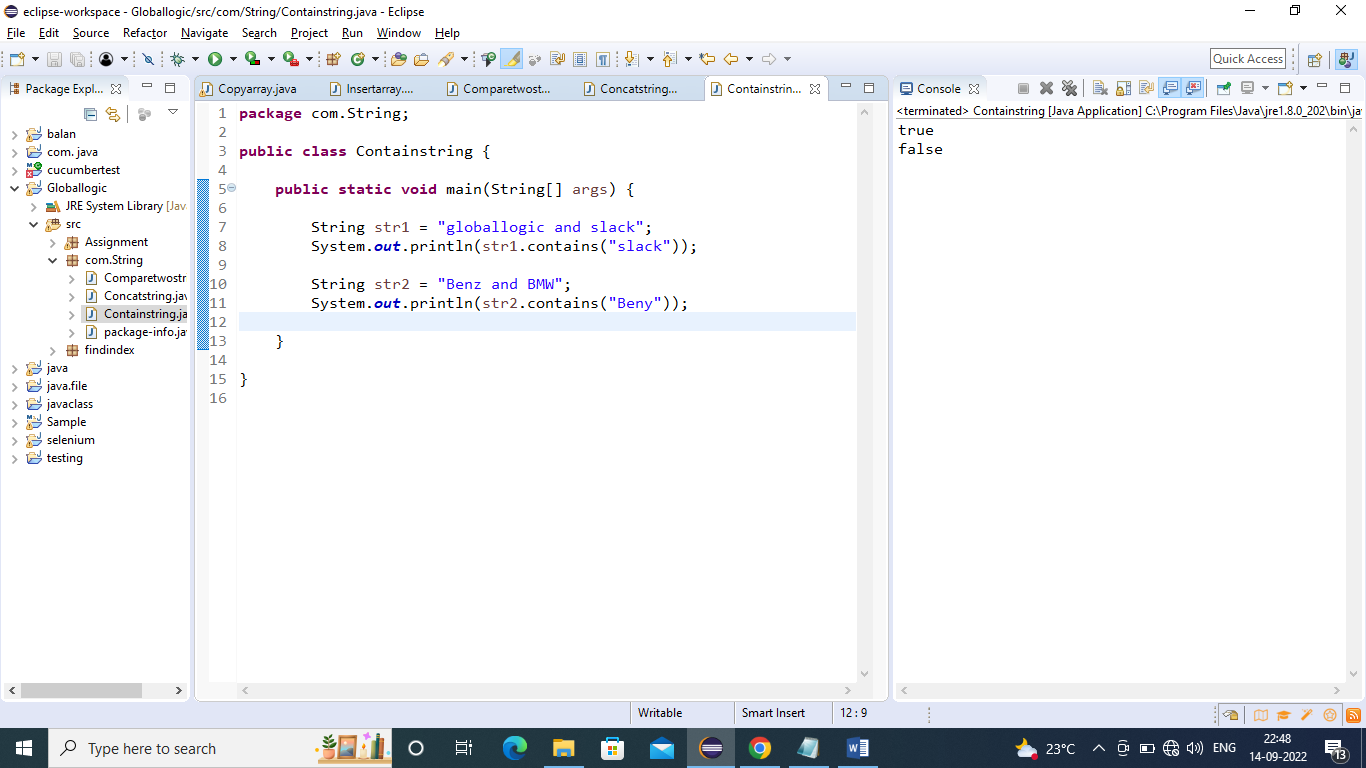 eclipse-workspace - Globallogic/src/com/String/Containstring.java - Eclipse
File Edit Source Refactor Navigate Search Project Run Window Help
Quick Access
Package Expl...
balan
com. java
cucumbertest
Globallogic
JRE System Library [Jav
src
Assignment
com.String
Comparetwostr
Concatstring.jav
Containstring.ja
package-info.ja
findindex
java
java.file
javaclass
Sample
selenium
testing
Copyarray.java Insertarray.... Comparetwost... Concatstring... Containstrin...
1 package com.String;
2
3 public class Containstring {
4
5 public static void main(String[] args) {
6
7 String str1 = "globallogic and slack";
8 System.out.println(str1.contains("slack"));
9
10 String str2 = "Benz and BMW";
11 System.out.println(str2.contains("Beny"));
12
13 }
14
15 }
16
Console
<terminated> Containstring [Java Application] C:\Program Files\Java\jre1.8.0_202\bin\ja
true
false
Writable Smart Insert 12 : 9
Type here to search
23°C ENG 22:48
14-09-2022
13